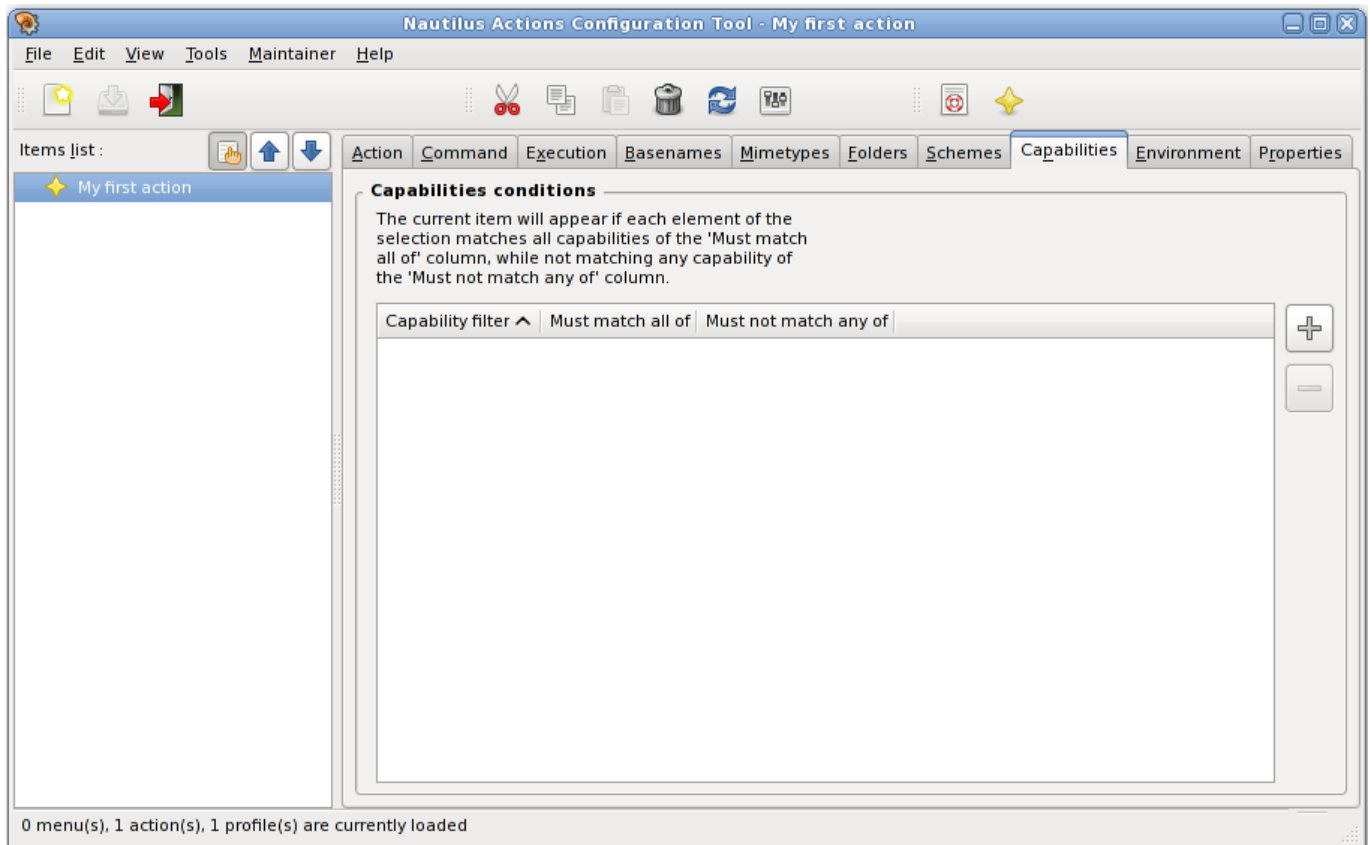 Nautilus Actions Configuration Tool - My first action
File Edit View Tools Maintainer Help
Items list :
Action Command Execution Basenames Mimetypes Folders Schemes Capabilities Environment Properties
My first action
Capabilities conditions
The current item will appear if each element of the
selection matches all capabilities of the 'Must match
all of' column, while not matching any capability of
the 'Must not match any of' column.
Capability filter Must match all of Must not match any of
0 menu(s), 1 action(s), 1 profile(s) are currently loaded